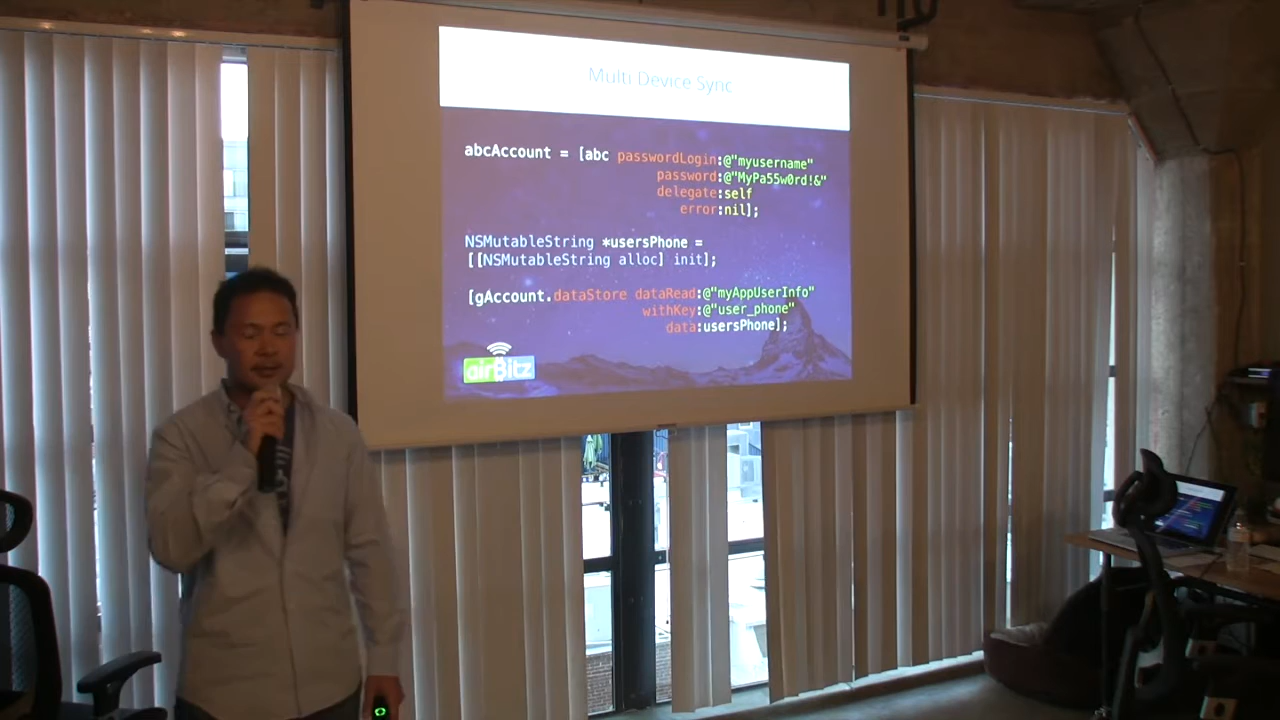 Multi Device Sync
abcAccount = [abc passwordLogin:@"myusername"
password:@"MyPa55w0rd!&"
delegate:self
error:nil];
NSMutableString *usersPhone =
[[NSMutableString alloc] init];
[gAccount.dataStore dataRead:@"myAppUserInfo"
withKey:@"user_phone"
data:usersPhone];
airBitz